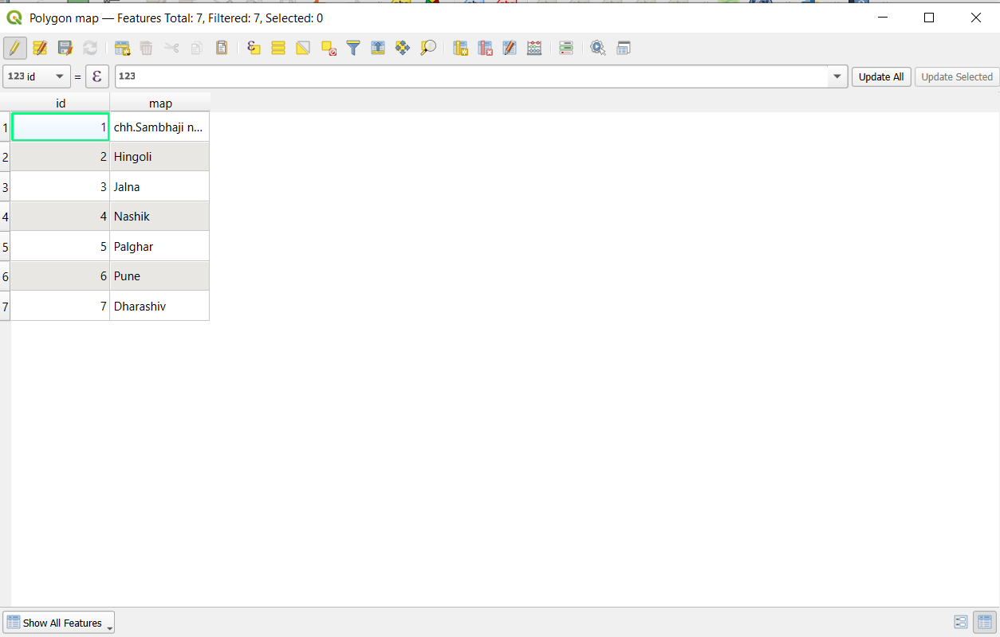 Polygon map — Features Total: 7, Filtered: 7, Selected: 0
123 id = ε 123 Update All Update Selected
id map
1 1 chh.Sambhaji n...
2 2 Hingoli
3 3 Jalna
4 4 Nashik
5 5 Palghar
6 6 Pune
7 7 Dharashiv
Show All Features